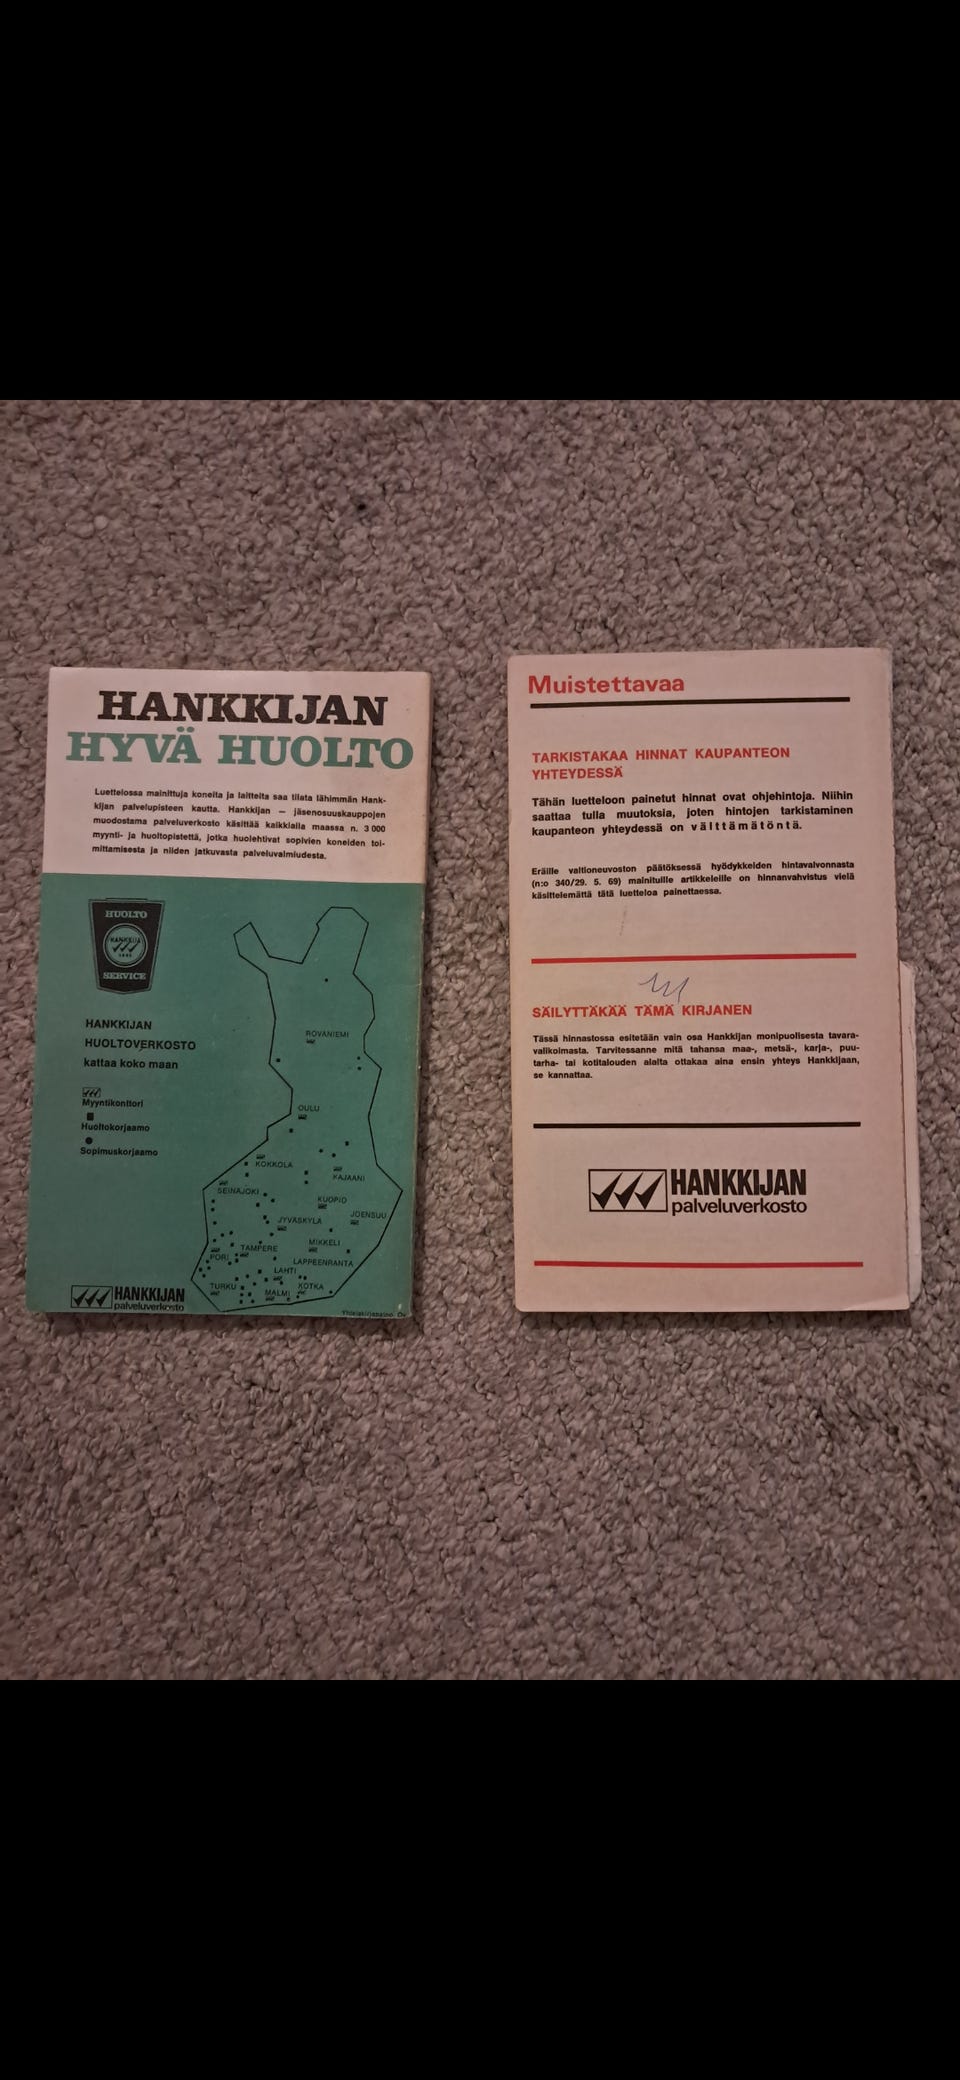 HANKKIJAN
HYVÄ HUOLTO
Luettelossa mainittuja koneita ja laitteita saa tilata lähimmän Hank-
kijan palvelupisteen kautta. Hankkijan — jäsenosuuskauppojen
muodostama palveluverkosto käsittää kaikkialla maassa n. 3 000
myynti- ja huoltopistettä, jotka huolehtivat sopivien koneiden toi-
mittamisesta ja niiden jatkuvasta palveluvalmiudesta.
HUOLTO
HANKKIJA
SERVICE
HANKKIJAN
HUOLTOVERKOSTO
kattaa koko maan
Myyntikonttori
Huoltokorjaamo
Sopimuskorjaamo
ROVANIEMI
OULU
KOKKOLA
KAJAANI
SEINÄJOKI
KUOPIO
JOENSUU
JYVÄSKYLÄ
MIKKELI
TAMPERE
PORI
LAPPEENRANTA
LAHTI
TURKU
KOTKA
MALMI
HANKKIJAN
palveluverkosto
Yhteiskirjapaino Oy
Muistettavaa
TARKISTAKAA HINNAT KAUPANTEON
YHTEYDESSÄ
Tähän luetteloon painetut hinnat ovat ohjehintoja. Niihin
saattaa tulla muutoksia, joten hintojen tarkistaminen
kaupanteon yhteydessä on välttämätöntä.
Eräille valtioneuvoston päätöksessä hyödykkeiden hintavalvonnasta
(n:o 340/29. 5. 69) mainituille artikkeleille on hinnanvahvistus vielä
käsittelemättä tätä luetteloa painettaessa.
SÄILYTTÄKÄÄ TÄMÄ KIRJANEN
Tässä hinnastossa esitetään vain osa Hankkijan monipuolisesta tavara-
valikoimasta. Tarvitessanne mitä tahansa maa-, metsä-, karja-, puu-
tarha- tai kotitalouden alalta ottakaa aina ensin yhteys Hankkijaan,
se kannattaa.
HANKKIJAN
palveluverkosto